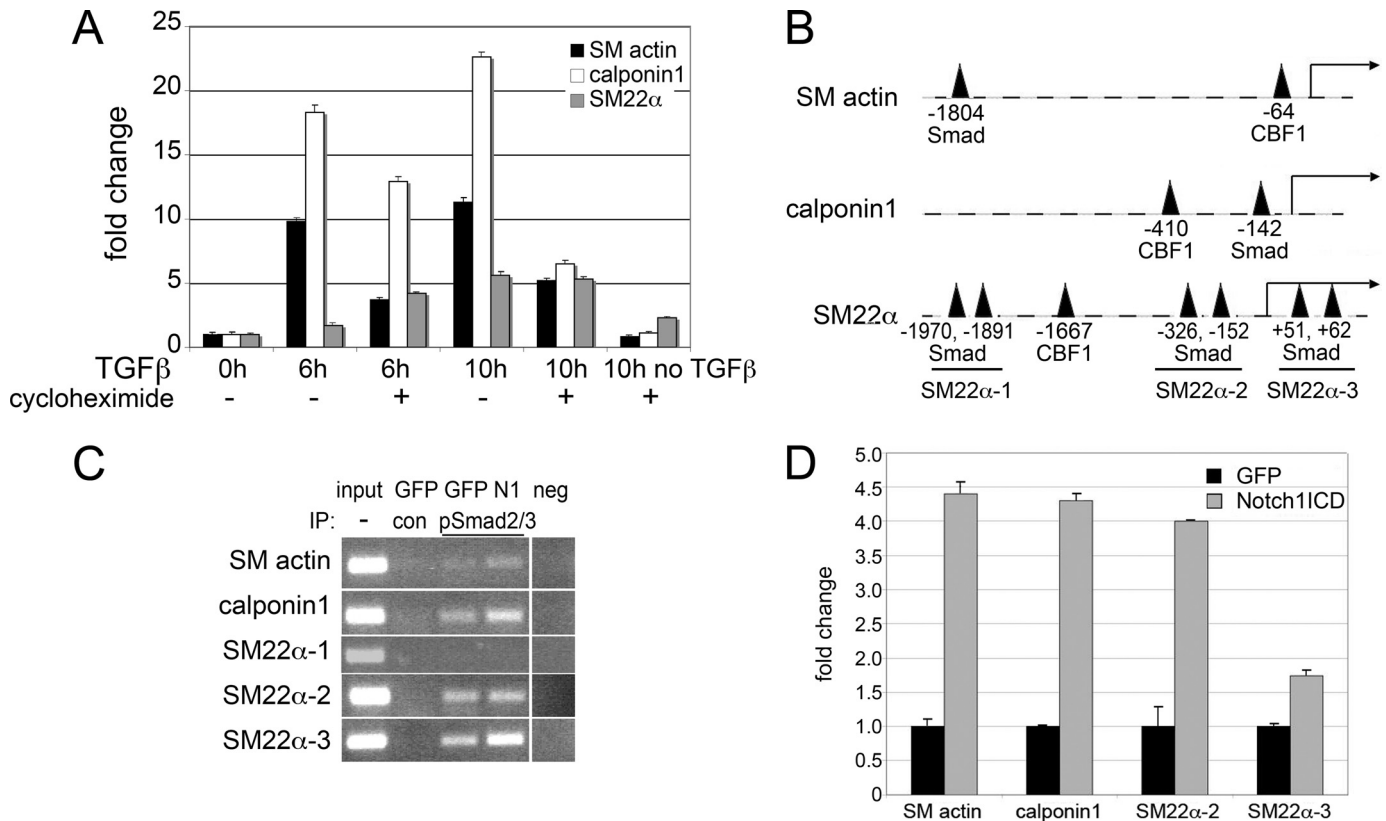 A
25
20
15
10
5
0
fold change
SM actin
calponin1
SM22α
TGFβ 0h 6h 6h 10h 10h 10h no TGFβ
cycloheximide - - + - + +
B
SM actin
-1804 -64
Smad CBF1
calponin1
-410 -142
CBF1 Smad
SM22α
-1970, -1891 -1667 -326, -152 +51, +62
Smad CBF1 Smad Smad
SM22α-1 SM22α-2 SM22α-3
C
input GFP GFP N1 neg
IP: - con pSmad2/3
SM actin
calponin1
SM22α-1
SM22α-2
SM22α-3
D
5.0
4.5
4.0
3.5
3.0
2.5
2.0
1.5
1.0
0.5
0
fold change
GFP
Notch1ICD
SM actin calponin1 SM22α-2 SM22α-3